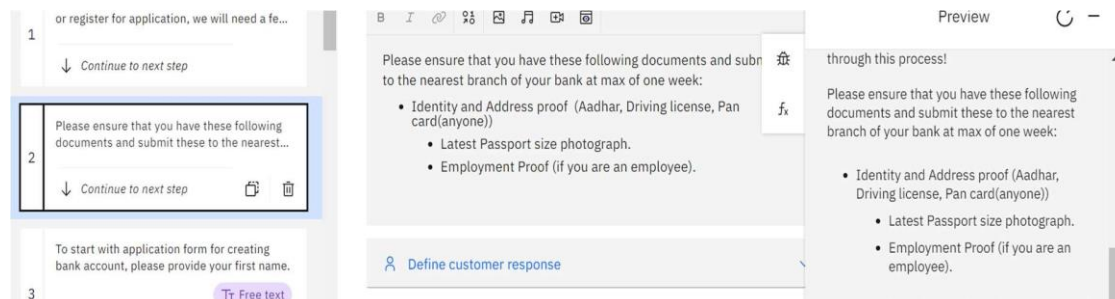 or register for application, we will need a fe...
1
Continue to next step
Please ensure that you have these following
documents and submit these to the nearest...
2
Continue to next step
To start with application form for creating
bank account, please provide your first name.
3
Free text
B I
Please ensure that you have these following documents and subm
to the nearest branch of your bank at max of one week:
• Identity and Address proof (Aadhar, Driving license, Pan
card(anyone))
• Latest Passport size photograph.
• Employment Proof (if you are an employee).
fx
Define customer response
Preview
through this process!
Please ensure that you have these following
documents and submit these to the nearest
branch of your bank at max of one week:
• Identity and Address proof (Aadhar,
Driving license, Pan card(anyone))
• Latest Passport size photograph.
• Employment Proof (if you are an
employee).